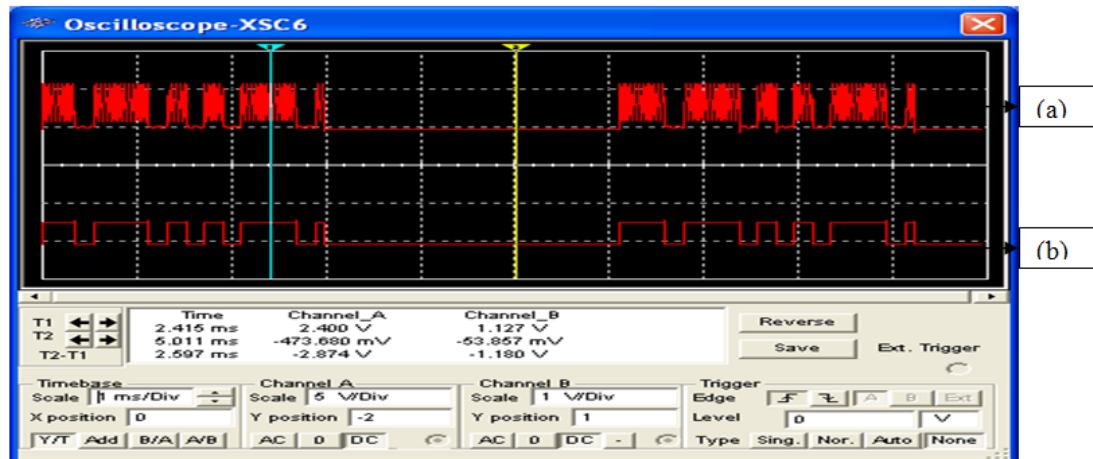 Oscilloscope-XSC6
1
2
(a)
(b)
T1
T2
T2-T1
Time Channel_A Channel_B
2.415 ms 2.400 V 1.127 V
5.011 ms -473.680 mV -53.857 mV
2.597 ms -2.874 V -1.180 V
Reverse
Save
Ext. Trigger
Timebase
Scale 1 ms/Div
X position 0
Y/T Add B/A A/B
Channel A
Scale 5 V/Div
Y position -2
AC 0 DC
Channel B
Scale 1 V/Div
Y position 1
AC 0 DC -
Trigger
Edge A B Ext
Level 0 V
Type Sing. Nor. Auto None